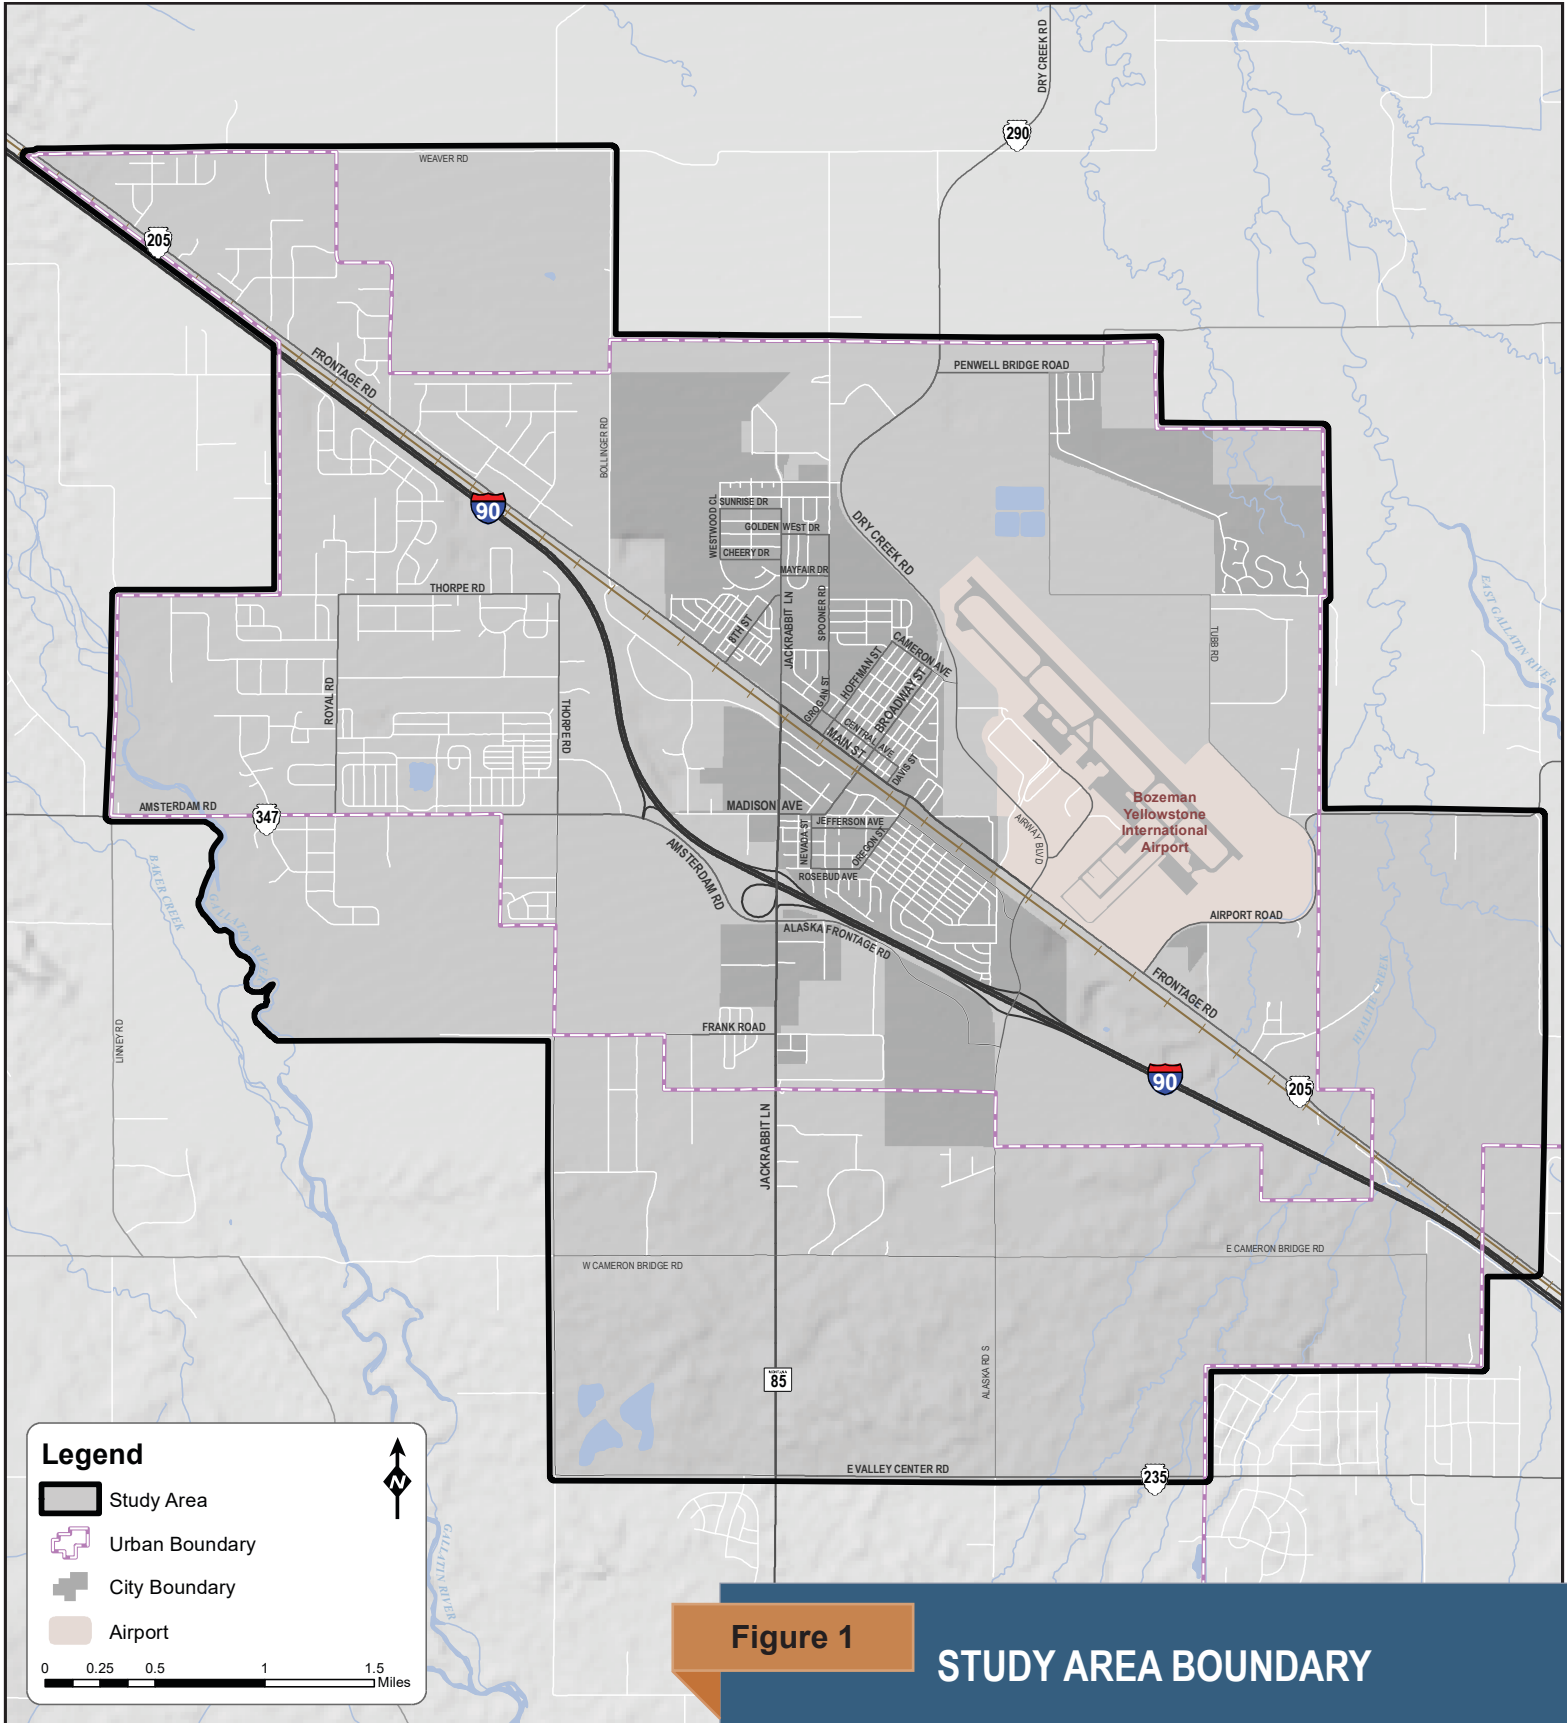 DRY CREEK RD
290
WEAVER RD
205
FRONTAGE RD
PENWELL BRIDGE ROAD
BOLLINGER RD
90
WESTWOOD CL
SUNRISE DR
GOLDEN WEST DR
CHEERY DR
MAYFAIR DR
DRY CREEK RD
THORPE RD
8TH ST
JACKRABBIT LN
SPOONER RD
CAMERON AVE
HOFFMAN ST
BROADWAY ST
GROGAN ST
CENTRAL AVE
MAIN ST
DAVIS ST
TUBB RD
EAST GALLATIN RIVER
ROYAL RD
THORPE RD
AMSTERDAM RD
347
MADISON AVE
JEFFERSON AVE
NEVADA ST
OREGON ST
ROSEBUD AVE
AMSTERDAM RD
AIRWAY BLVD
Bozeman
Yellowstone
International
Airport
AIRPORT ROAD
BAKER CREEK
GALLATIN RIVER
ALASKA FRONTAGE RD
FRONTAGE RD
HYALITE CREEK
LINNEY RD
FRANK ROAD
90
205
JACKRABBIT LN
W CAMERON BRIDGE RD
E CAMERON BRIDGE RD
ALASKA RD S
MONTANA
85
E VALLEY CENTER RD
235
GALLATIN RIVER
Legend
N
Study Area
Urban Boundary
City Boundary
Airport
0 0.25 0.5 1 1.5
Miles
Figure 1
STUDY AREA BOUNDARY